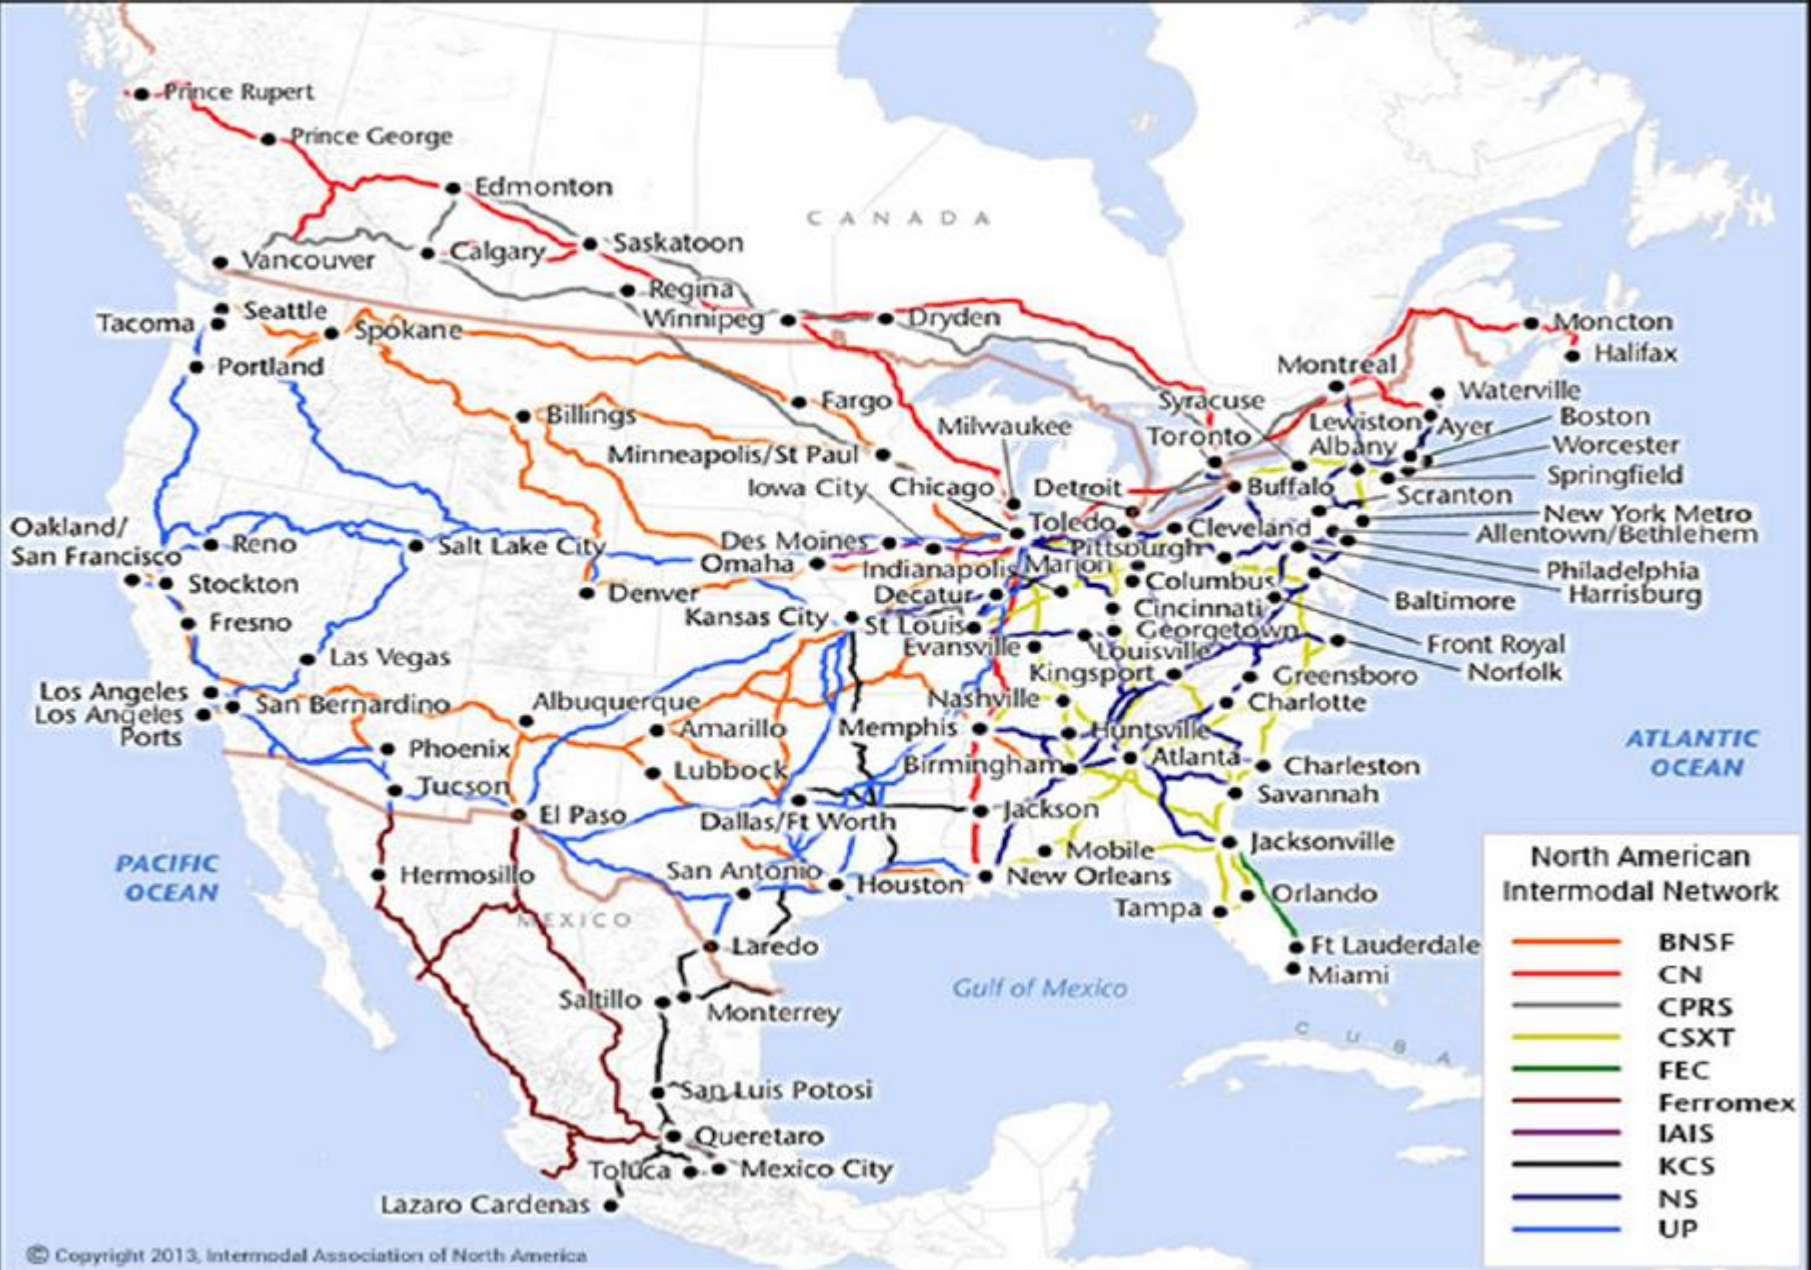 Prince Rupert
Prince George
Edmonton
CANADA
Saskatoon
Calgary
Vancouver
Regina
Winnipeg
Dryden
Seattle
Tacoma
Spokane
Portland
Moncton
Halifax
Montreal
Waterville
Fargo
Syracuse
Billings
Milwaukee
Lewiston
Ayer
Boston
Toronto
Albany
Worcester
Minneapolis/St Paul
Springfield
Iowa City
Chicago
Detroit
Buffalo
Scranton
New York Metro
Oakland/
San Francisco
Reno
Salt Lake City
Des Moines
Toledo
Cleveland
Allentown/Bethlehem
Omaha
Pittsburgh
Indianapolis
Marion
Philadelphia
Stockton
Denver
Decatur
Columbus
Harrisburg
Baltimore
Fresno
Kansas City
St Louis
Cincinnati
Georgetown
Evansville
Louisville
Front Royal
Las Vegas
Kingsport
Greensboro
Norfolk
Los Angeles
San Bernardino
Albuquerque
Nashville
Charlotte
Los Angeles
Ports
Amarillo
Memphis
Huntsville
Phoenix
Lubbock
Birmingham
Atlanta
Charleston
ATLANTIC
OCEAN
Tucson
Savannah
El Paso
Dallas/Ft Worth
Jackson
Mobile
Jacksonville
PACIFIC
OCEAN
Hermosillo
San Antonio
Houston
New Orleans
Orlando
MEXICO
Tampa
Laredo
Ft Lauderdale
Miami
Gulf of Mexico
Saltillo
Monterrey
CUBA
San Luis Potosi
Queretaro
Toluca
Mexico City
Lazaro Cardenas
North American
Intermodal Network
BNSF
CN
CPRS
CSXT
FEC
Ferromex
IAIS
KCS
NS
UP
© Copyright 2013, Intermodal Association of North America